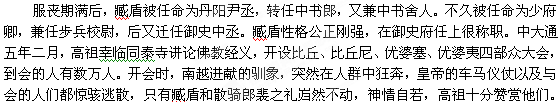 服丧期满后，臧盾被任命为丹阳尹丞，转任中书郎，又兼中书舍人。不久被任命为少府
卿，兼任步兵校尉，后又迁任御史中丞。臧盾性格公正刚强，在御史府任上很称职。中大通
五年二月，高祖幸临同泰寺讲论佛教经义，开设比丘、比丘尼、优婆塞、优婆夷四部众大会，
到会的人有数万人。开会时，南越进献的驯象，突然在人群中狂奔，皇帝的车马仪仗以及与
会的人们都惊骇逃散，只有臧盾和散骑郎裴之礼岿然不动，神情自若，高祖十分赞赏他们。